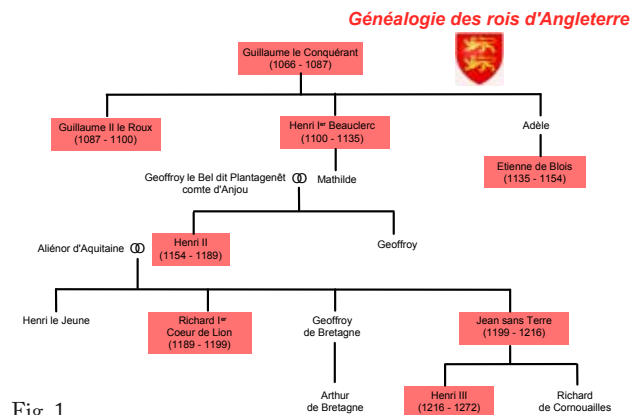 Généalogie des rois d'Angleterre
Guillaume le Conquérant
(1066 - 1087)
Guillaume II le Roux
(1087 - 1100)
Henri Iᵉʳ Beauclerc
(1100 - 1135)
Adèle
Etienne de Blois
(1135 - 1154)
Geoffroy le Bel dit Plantagenêt
comte d'Anjou
Mathilde
Aliénor d'Aquitaine
Henri II
(1154 - 1189)
Geoffroy
Henri le Jeune
Richard Iᵉʳ
Coeur de Lion
(1189 - 1199)
Geoffroy
de Bretagne
Jean sans Terre
(1199 - 1216)
Arthur
de Bretagne
Henri III
(1216 - 1272)
Richard
de Cornouailles
Fig. 1